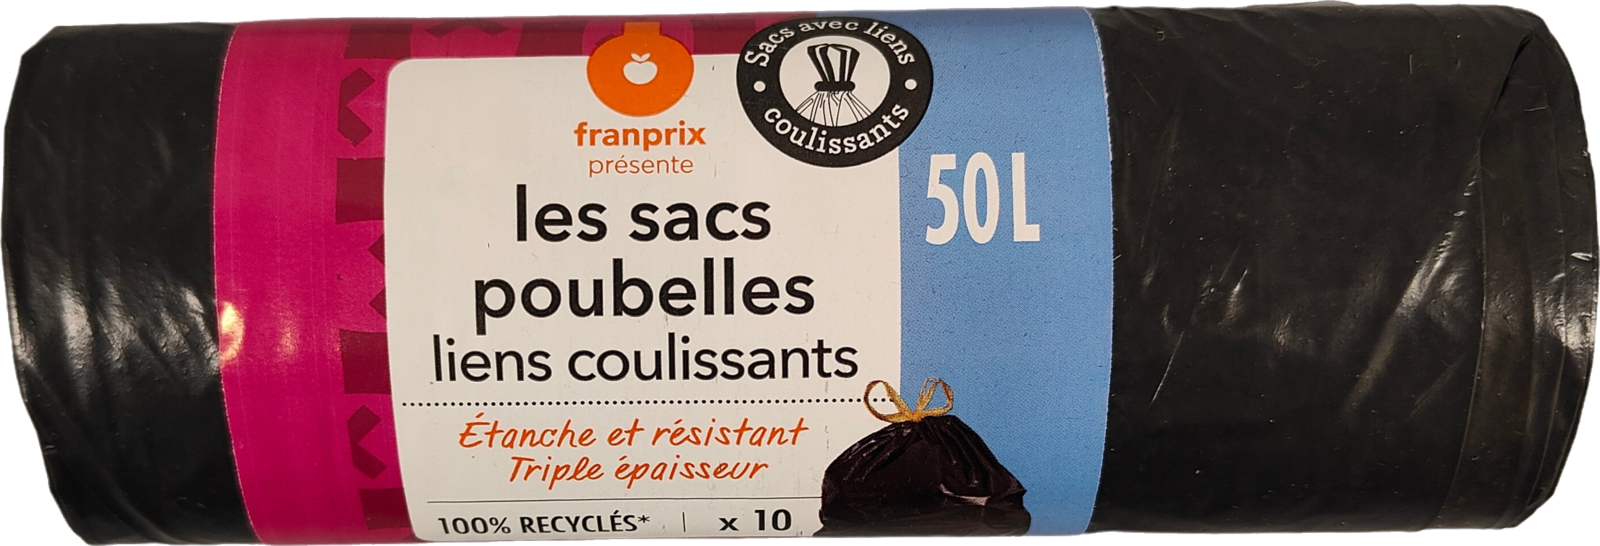 franprix
présente
les sacs
poubelles
liens coulissants
Étanche et résistant
Triple épaisseur
100% RECYCLÉS* | x 10
Sacs avec liens
coulissants
50L